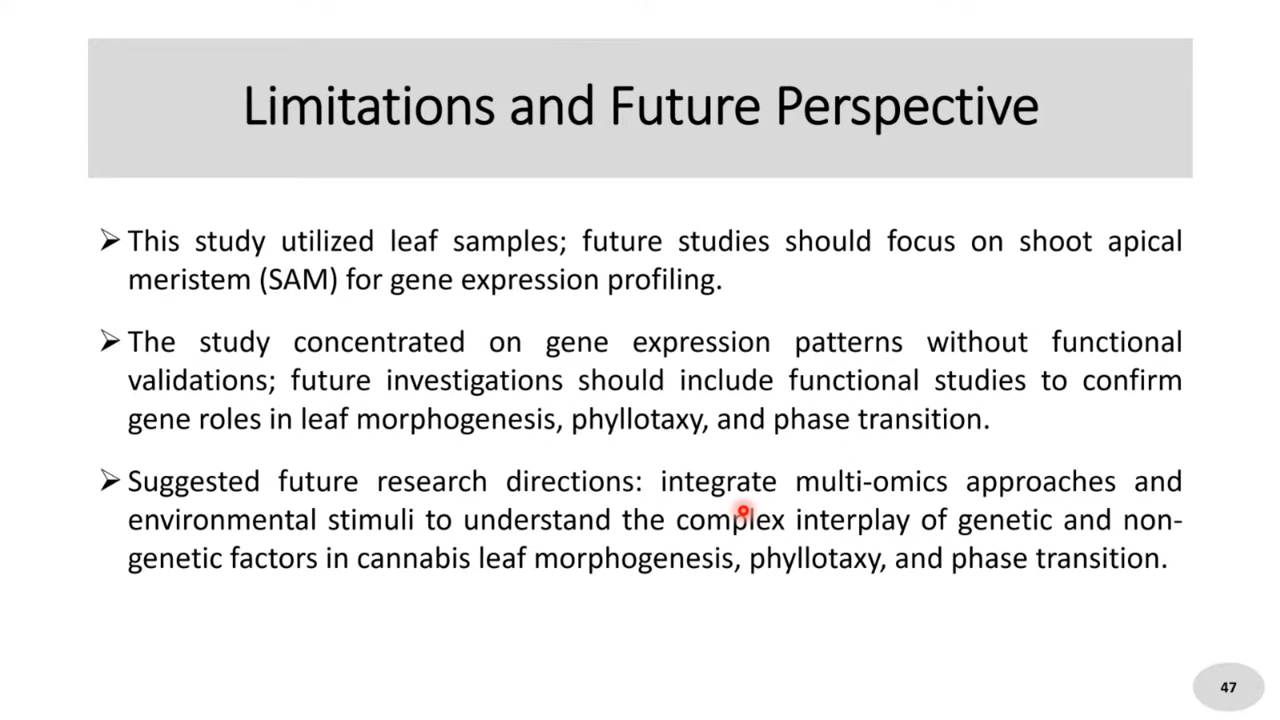 Limitations and Future Perspective
➢ This study utilized leaf samples; future studies should focus on shoot apical
meristem (SAM) for gene expression profiling.
➢ The study concentrated on gene expression patterns without functional
validations; future investigations should include functional studies to confirm
gene roles in leaf morphogenesis, phyllotaxy, and phase transition.
➢ Suggested future research directions: integrate multi-omics approaches and
environmental stimuli to understand the complex interplay of genetic and non-
genetic factors in cannabis leaf morphogenesis, phyllotaxy, and phase transition.
47